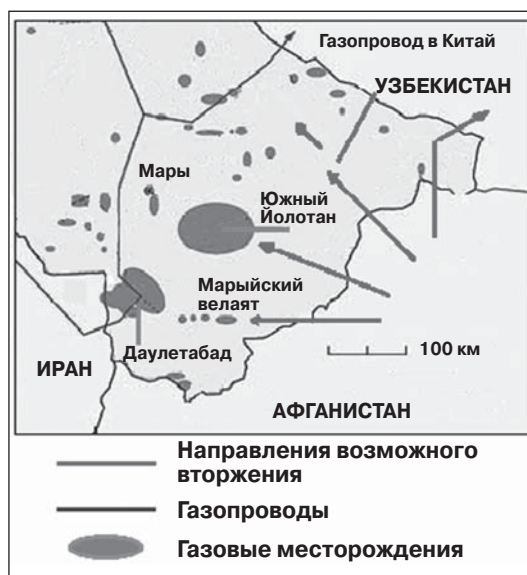 Газопровод в Китай
УЗБЕКИСТАН
Мары
Южный
Йолотан
Марыйский
велаят
Даулетабад
ИРАН
100 км
АФГАНИСТАН
Направления возможного
вторжения
Газопроводы
Газовые месторождения